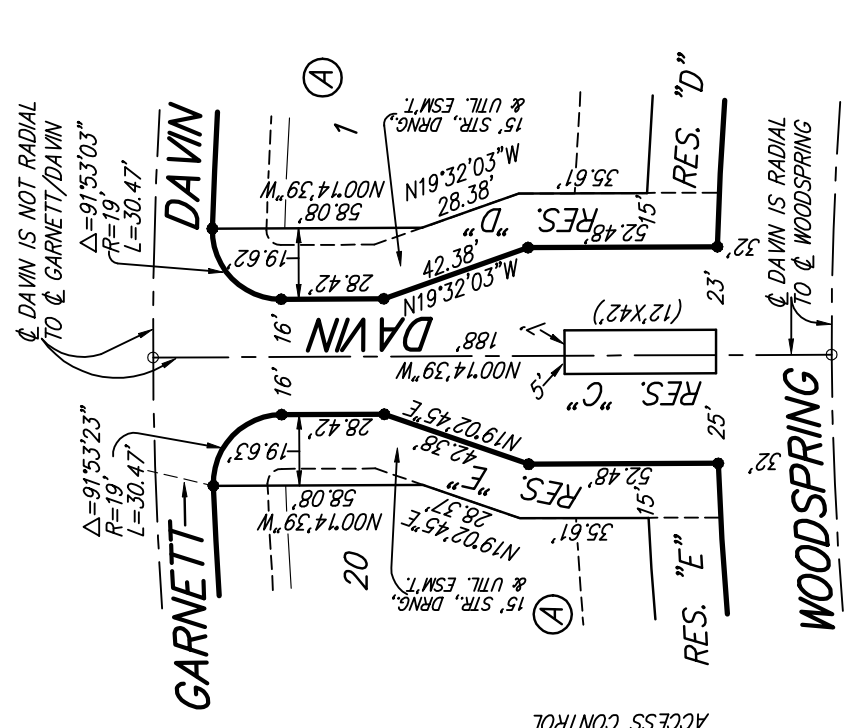 ℄ DAVIN IS NOT RADIAL
TO ℄ GARNETT/DAVIN
△=91°53'03"
R=19'
L=30.47'
DAVIN
A
1
15' STR., DRNG.,
& UTIL. ESM'T.
N00°14'39"W
58.08'
N19°32'03"W
28.38'
35.61'
RES. "D"
15'
RES. "D"
19.62'
28.42'
42.38'
N19°32'03"W
52.48'
32'
16'
DAVIN
188'
N00°14'39"W
16'
(12'X42')
7'
5'
RES. "C"
23'
25'
℄ DAVIN IS RADIAL
TO ℄ WOODSPRING
△=91°53'23"
R=19'
L=30.47'
GARNETT
19.63'
28.42'
N19°02'45"E
42.38'
52.48'
32'
N00°14'39"W
58.08'
RES. "E"
28.37'
N19°02'45"E
35.61'
15'
20
15' STR., DRNG.,
& UTIL. ESM'T.
A
RES. "E"
WOODSPRING
ACCESS CONTROL